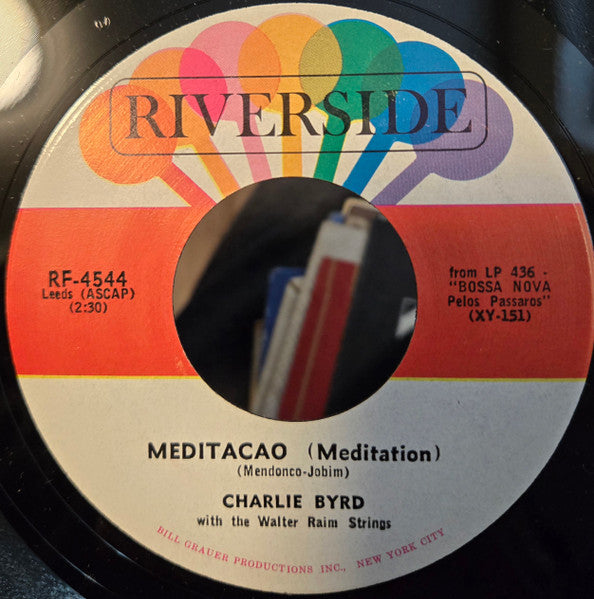 RIVERSIDE
RF-4544
Leeds (ASCAP)
(2:30)
from LP 436 -
"BOSSA NOVA
Pelos Passaros"
(XY-151)
MEDITACAO (Meditation)
(Mendonco-Jobim)
CHARLIE BYRD
with the Walter Raim Strings
BILL GRAUER PRODUCTIONS INC., NEW YORK CITY